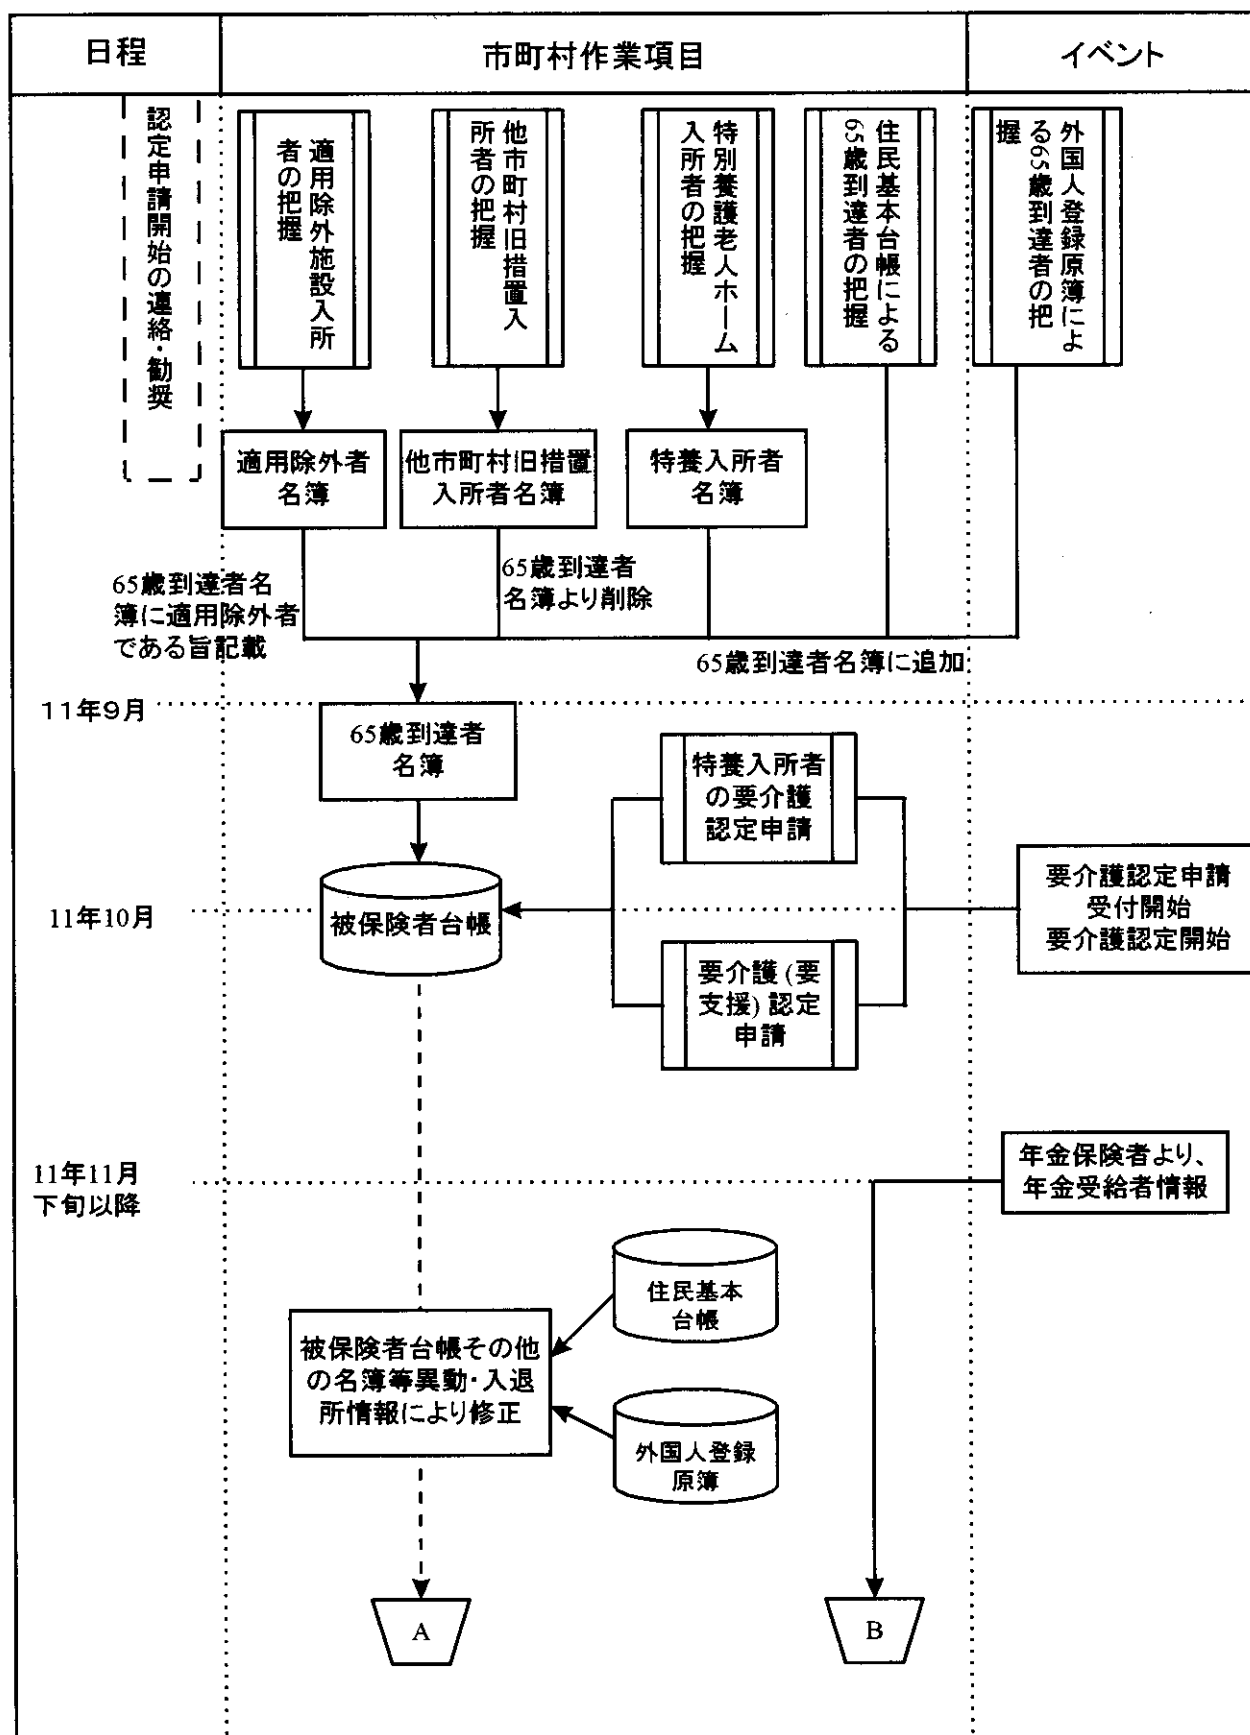 日程
市町村作業項目
イベント
認定申請開始の連絡・勧奨
適用除外施設入所
者の把握
他市町村旧措置入
所者の把握
特別養護老人ホーム
入所者の把握
住民基本台帳による
65歳到達者の把握
外国人登録原簿によ
る65歳到達者の把
握
適用除外者
名簿
他市町村旧措置
入所者名簿
特養入所者
名簿
65歳到達者名
簿に適用除外者
である旨記載
65歳到達者
名簿より削除
65歳到達者名簿に追加
11年9月
65歳到達者
名簿
特養入所者
の要介護
認定申請
要介護認定申請
受付開始
要介護認定開始
11年10月
被保険者台帳
要介護(要
支援)認定
申請
11年11月
下旬以降
年金保険者より、
年金受給者情報
住民基本
台帳
被保険者台帳その他
の名簿等異動・入退
所情報により修正
外国人登録
原簿
A
B